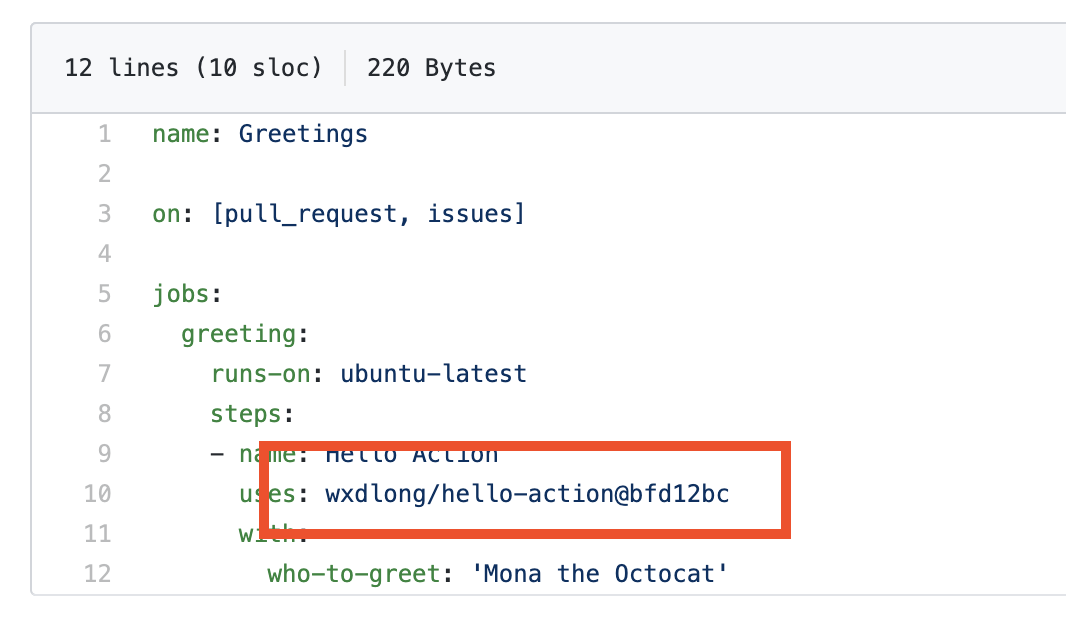 12 lines (10 sloc) 220 Bytes
1 name: Greetings
2
3 on: [pull_request, issues]
4
5 jobs:
6   greeting:
7     runs-on: ubuntu-latest
8     steps:
9     - name: Hello Action
10       uses: wxdlong/hello-action@bfd12bc
11       with:
12         who-to-greet: 'Mona the Octocat'